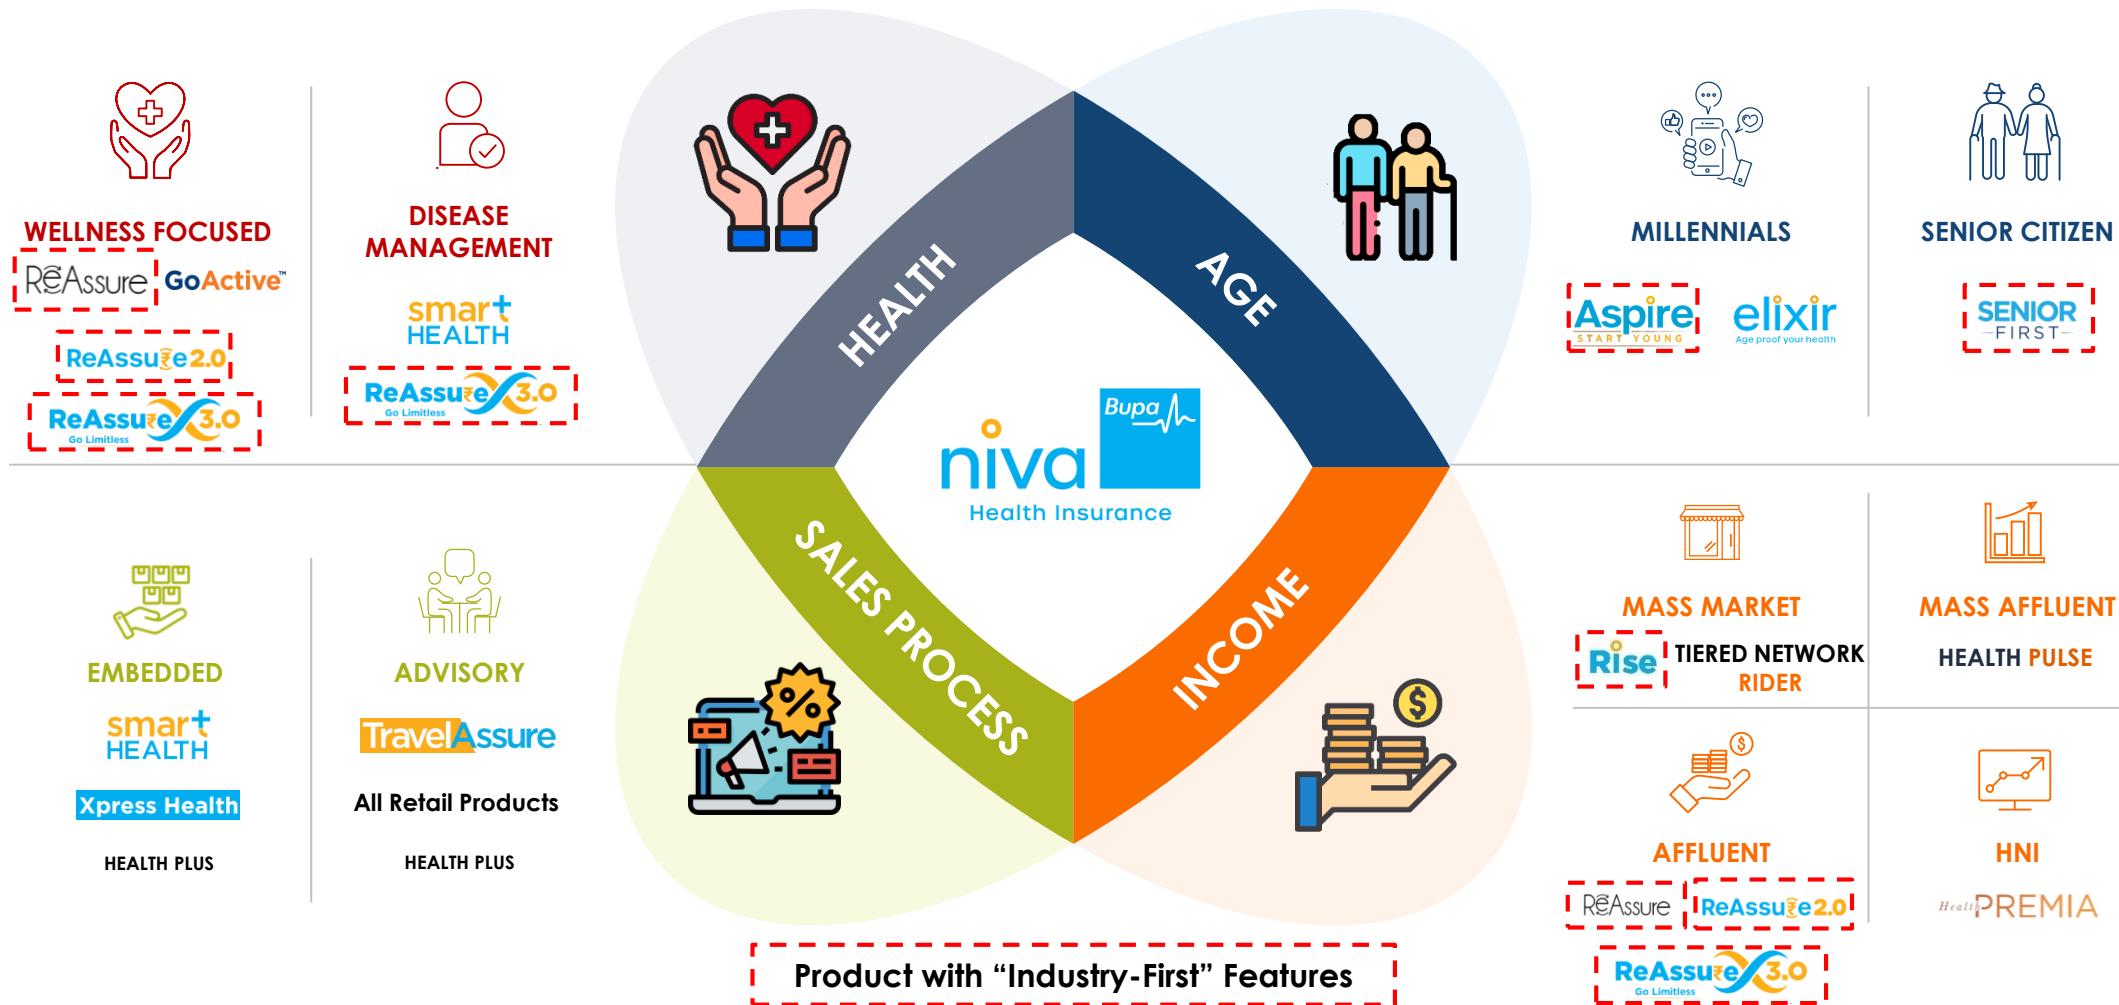 WELLNESS FOCUSED
ReAssure
GoActive™
ReAssure 2.0
ReAssure 3.0
Go Limitless
DISEASE
MANAGEMENT
smart
HEALTH
ReAssure 3.0
Go Limitless
HEALTH
AGE
SALES PROCESS
INCOME
niva
Bupa
Health Insurance
MILLENNIALS
Aspire
START YOUNG
elixir
Age proof your health
SENIOR CITIZEN
SENIOR
FIRST
EMBEDDED
smart
HEALTH
Xpress Health
HEALTH PLUS
ADVISORY
TravelAssure
All Retail Products
HEALTH PLUS
MASS MARKET
Rise
TIERED NETWORK
RIDER
MASS AFFLUENT
HEALTH PULSE
AFFLUENT
ReAssure
ReAssure 2.0
ReAssure 3.0
Go Limitless
HNI
Health PREMIA
Product with “Industry-First” Features